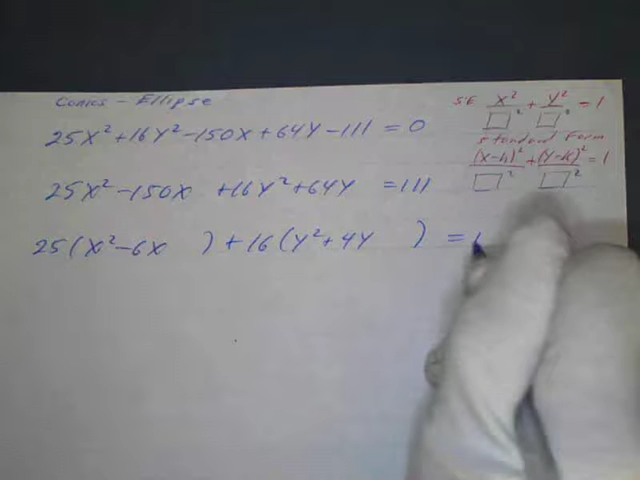 Conics - Ellipse
25X² + 16Y² - 150X + 64Y - 111 = 0
25X² - 150X + 16Y² + 64Y = 111
25(X² - 6X ) + 16(Y² + 4Y ) = 1
X²/□² + Y²/□² = 1
Standard Form
(X-h)²/□² + (Y-k)²/□² = 1